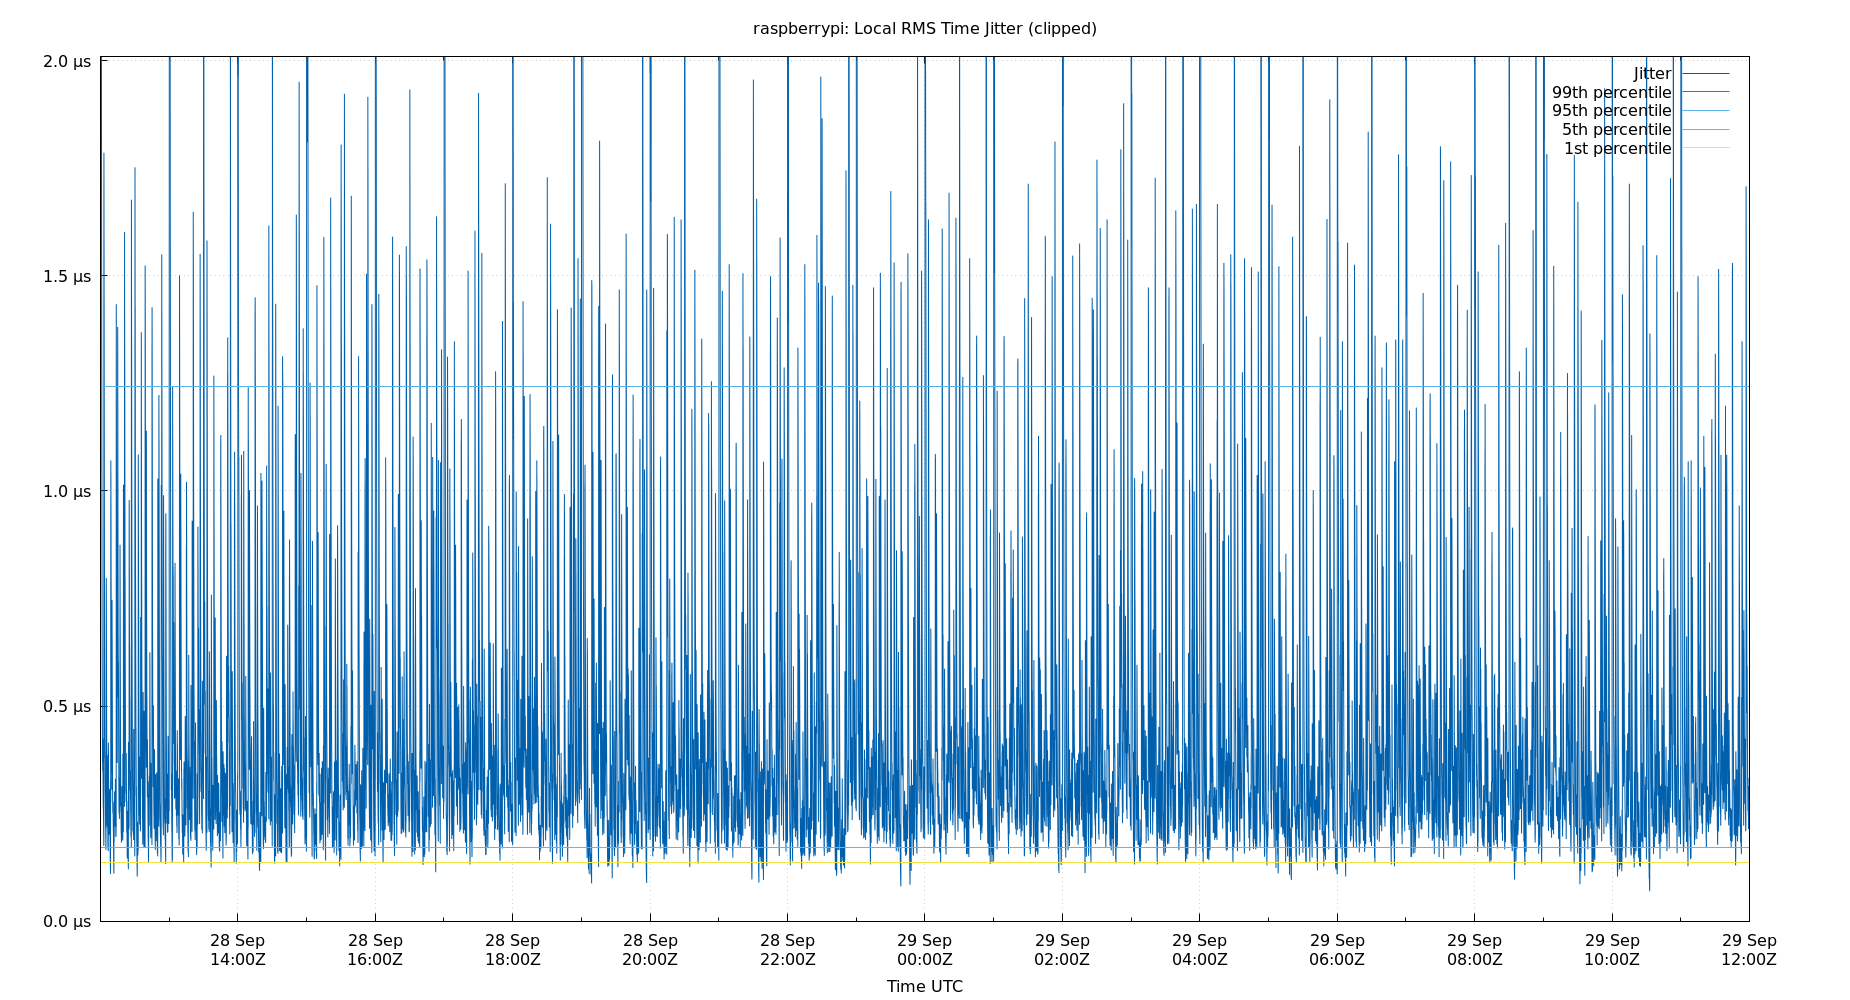 raspberrypi: Local RMS Time Jitter (clipped)
2.0 µs
1.5 µs
1.0 µs
0.5 µs
0.0 µs
Jitter
99th percentile
95th percentile
5th percentile
1st percentile
28 Sep 28 Sep 28 Sep 28 Sep 28 Sep 29 Sep 29 Sep 29 Sep 29 Sep 29 Sep 29 Sep 29 Sep
14:00Z 16:00Z 18:00Z 20:00Z 22:00Z 00:00Z 02:00Z 04:00Z 06:00Z 08:00Z 10:00Z 12:00Z
Time UTC